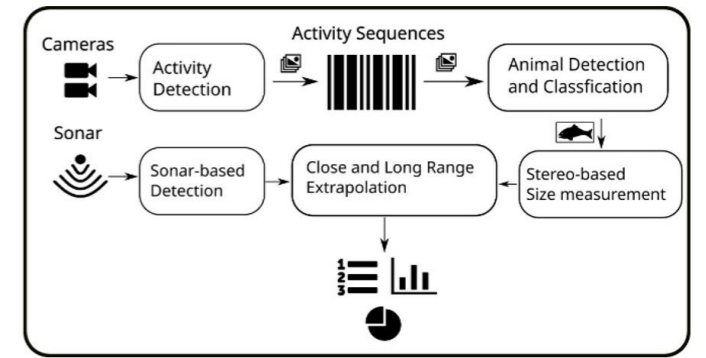 Cameras
Activity Sequences
Activity
Detection
Animal Detection
and Classfication
Sonar
Sonar-based
Detection
Close and Long Range
Extrapolation
Stereo-based
Size measurement
1
2
3